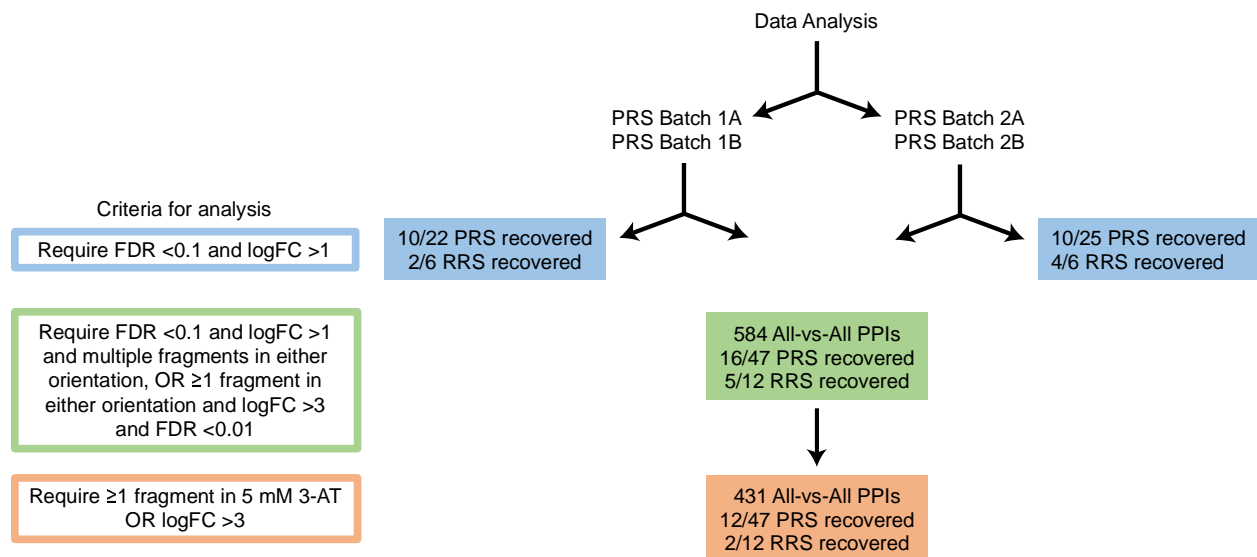 Data Analysis
PRS Batch 1A
PRS Batch 1B
PRS Batch 2A
PRS Batch 2B
Criteria for analysis
Require FDR <0.1 and logFC >1
10/22 PRS recovered
2/6 RRS recovered
10/25 PRS recovered
4/6 RRS recovered
Require FDR <0.1 and logFC >1
and multiple fragments in either
orientation, OR ≥1 fragment in
either orientation and logFC >3
and FDR <0.01
584 All-vs-All PPIs
16/47 PRS recovered
5/12 RRS recovered
Require ≥1 fragment in 5 mM 3-AT
OR logFC >3
431 All-vs-All PPIs
12/47 PRS recovered
2/12 RRS recovered